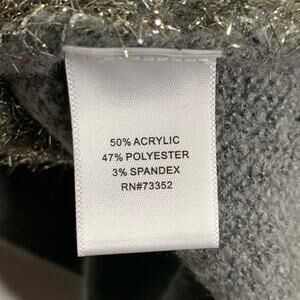 50% ACRYLIC
47% POLYESTER
3% SPANDEX
RN#73352